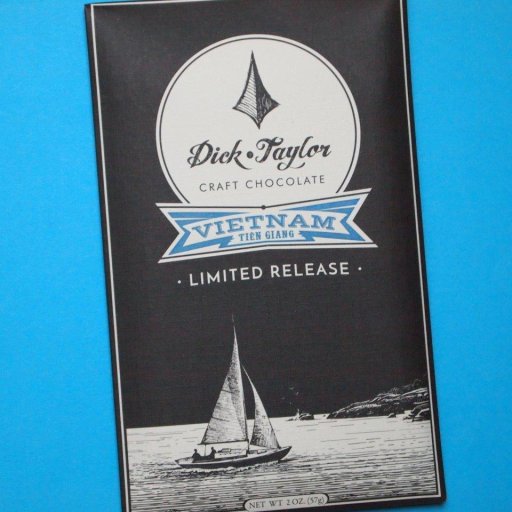 Dick • Taylor
CRAFT CHOCOLATE
VIETNAM
TIEN GIANG
• LIMITED RELEASE •
NET WT 2 OZ. (57g)